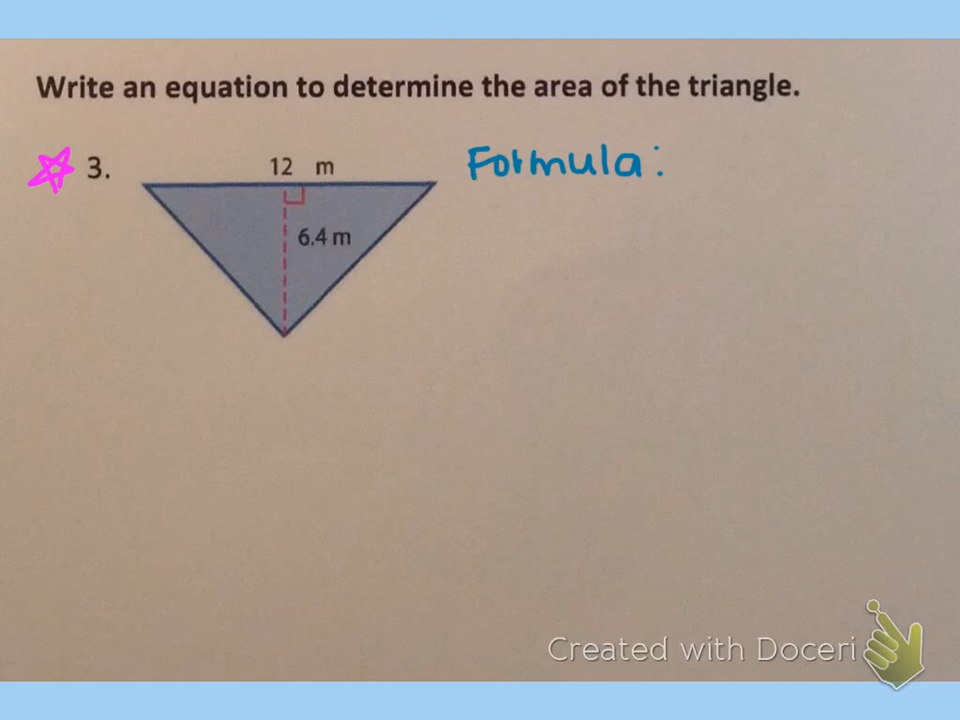 Write an equation to determine the area of the triangle.
3.
12 m
Formula:
6.4 m
Created with Doceri